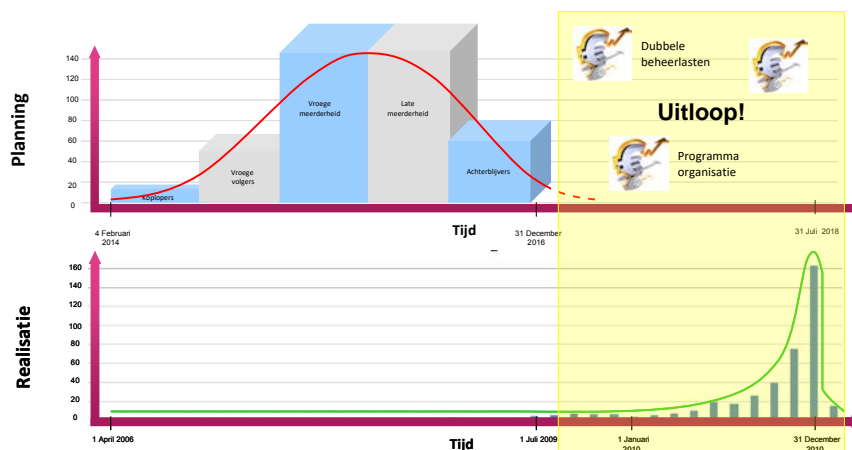 Planning
140
120
100
80
60
40
20
0
Koplopers
Vroege
volgers
Vroege
meerderheid
Late
meerderheid
Achterblijvers
Dubbele
beheerlasten
Uitloop!
Programma
organisatie
4 Februari
2014
Tijd
31 December
2016
31 Juli 2018
Realisatie
160
140
120
100
80
60
40
20
0
1 April 2006
Tijd
1 Juli 2009
1 Januari
2010
31 December
2010